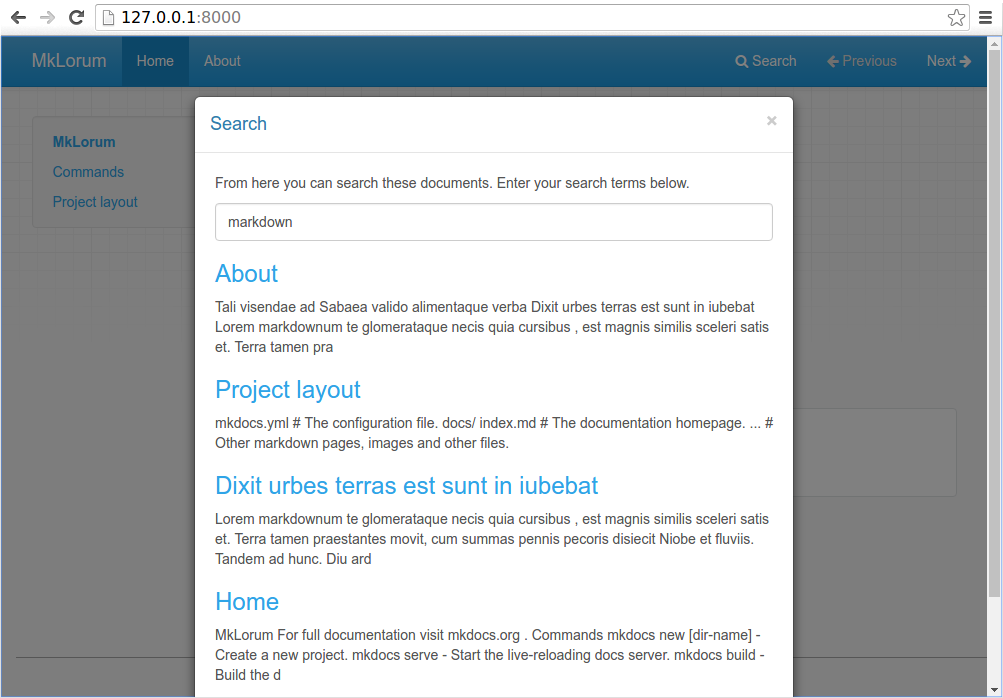 127.0.0.1:8000
MkLorum Home About Search Previous Next
MkLorum
Commands
Project layout
Search ×
From here you can search these documents. Enter your search terms below.
markdown
About
Tali visendae ad Sabaea valido alimentaque verba Dixit urbes terras est sunt in iubebat
Lorem markdownum te glomerataque necis quia cursibus , est magnis similis sceleri satis
et. Terra tamen pra
Project layout
mkdocs.yml # The configuration file. docs/ index.md # The documentation homepage. ... #
Other markdown pages, images and other files.
Dixit urbes terras est sunt in iubebat
Lorem markdownum te glomerataque necis quia cursibus , est magnis similis sceleri satis
et. Terra tamen praestantes movit, cum summas pennis pecoris disiecit Niobe et fluviis.
Tandem ad hunc. Diu ard
Home
MkLorum For full documentation visit mkdocs.org . Commands mkdocs new [dir-name] -
Create a new project. mkdocs serve - Start the live-reloading docs server. mkdocs build -
Build the d